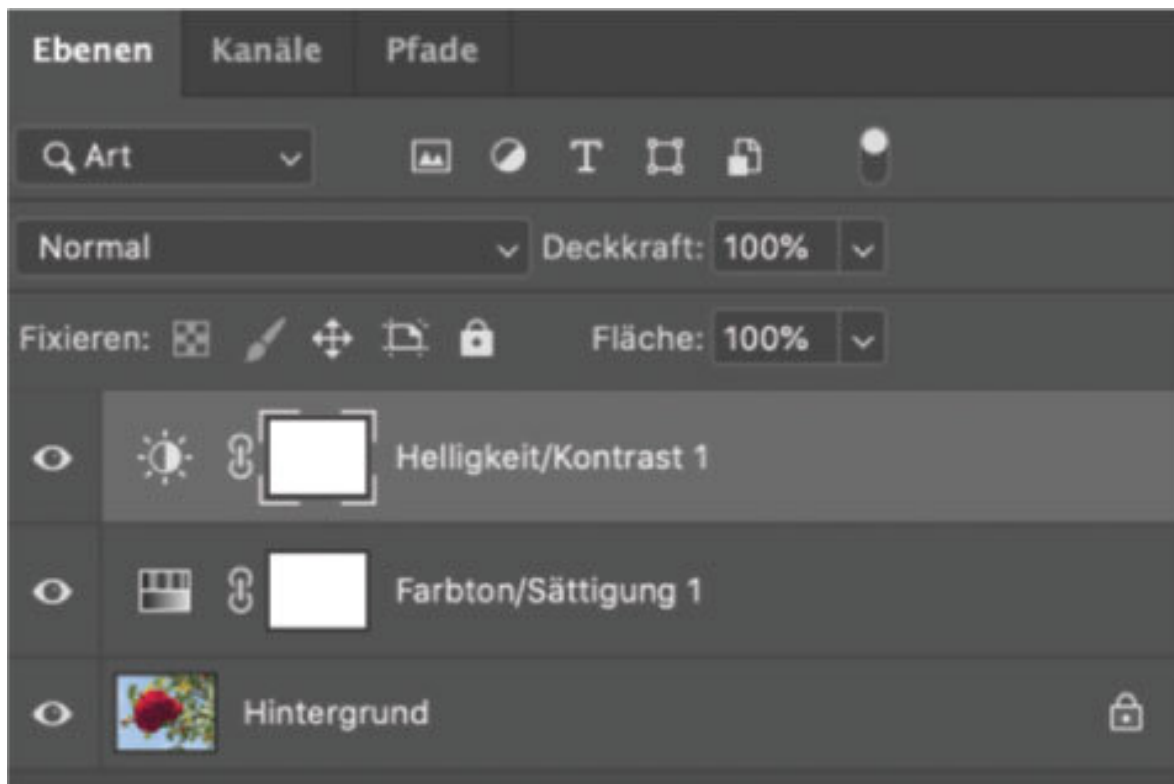 Ebenen Kanäle Pfade
Art T
Normal Deckkraft: 100%
Fixieren: Fläche: 100%
Helligkeit/Kontrast 1
Farbton/Sättigung 1
Hintergrund